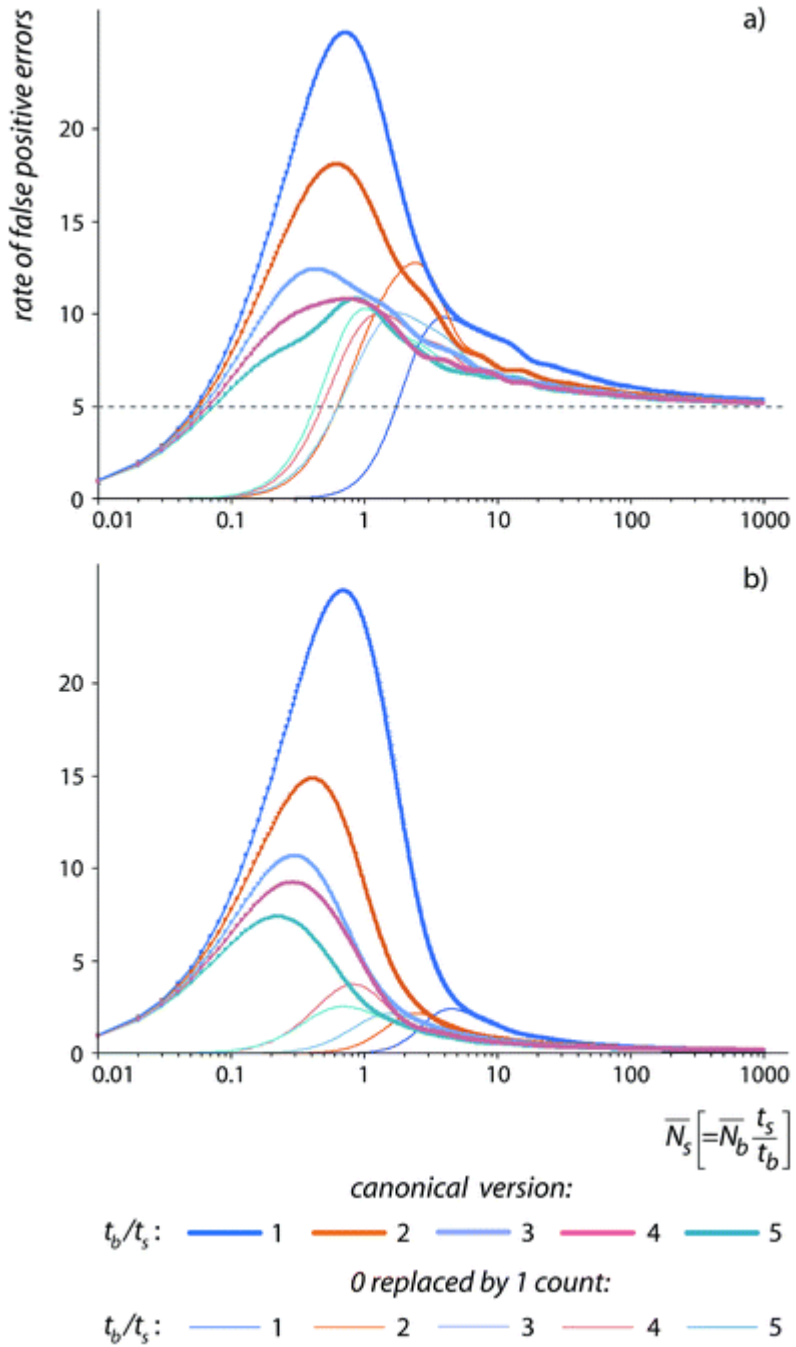 a)
rate of false positive errors
20
15
10
5
0
0.01 0.1 1 10 100 1000
b)
20
15
10
5
0
0.01 0.1 1 10 100 1000
N̅s [=N̅b ts/tb]
canonical version:
tb/ts: 1 2 3 4 5
0 replaced by 1 count:
tb/ts: 1 2 3 4 5